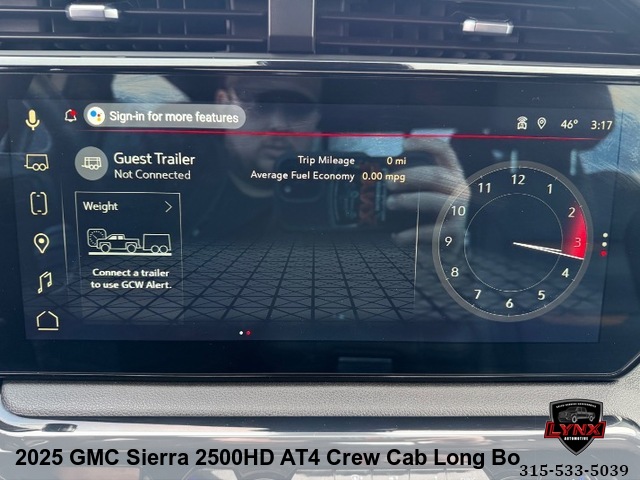 Sign-in for more features
46° 3:17
Guest Trailer
Not Connected
Trip Mileage 0 mi
Average Fuel Economy 0.00 mpg
Weight
Connect a trailer
to use GCW Alert.
12
11 1
10 2
9 3
8 4
7 5
6
LYNX
AUTOMOTIVE
2025 GMC Sierra 2500HD AT4 Crew Cab Long Bo
315-533-5039